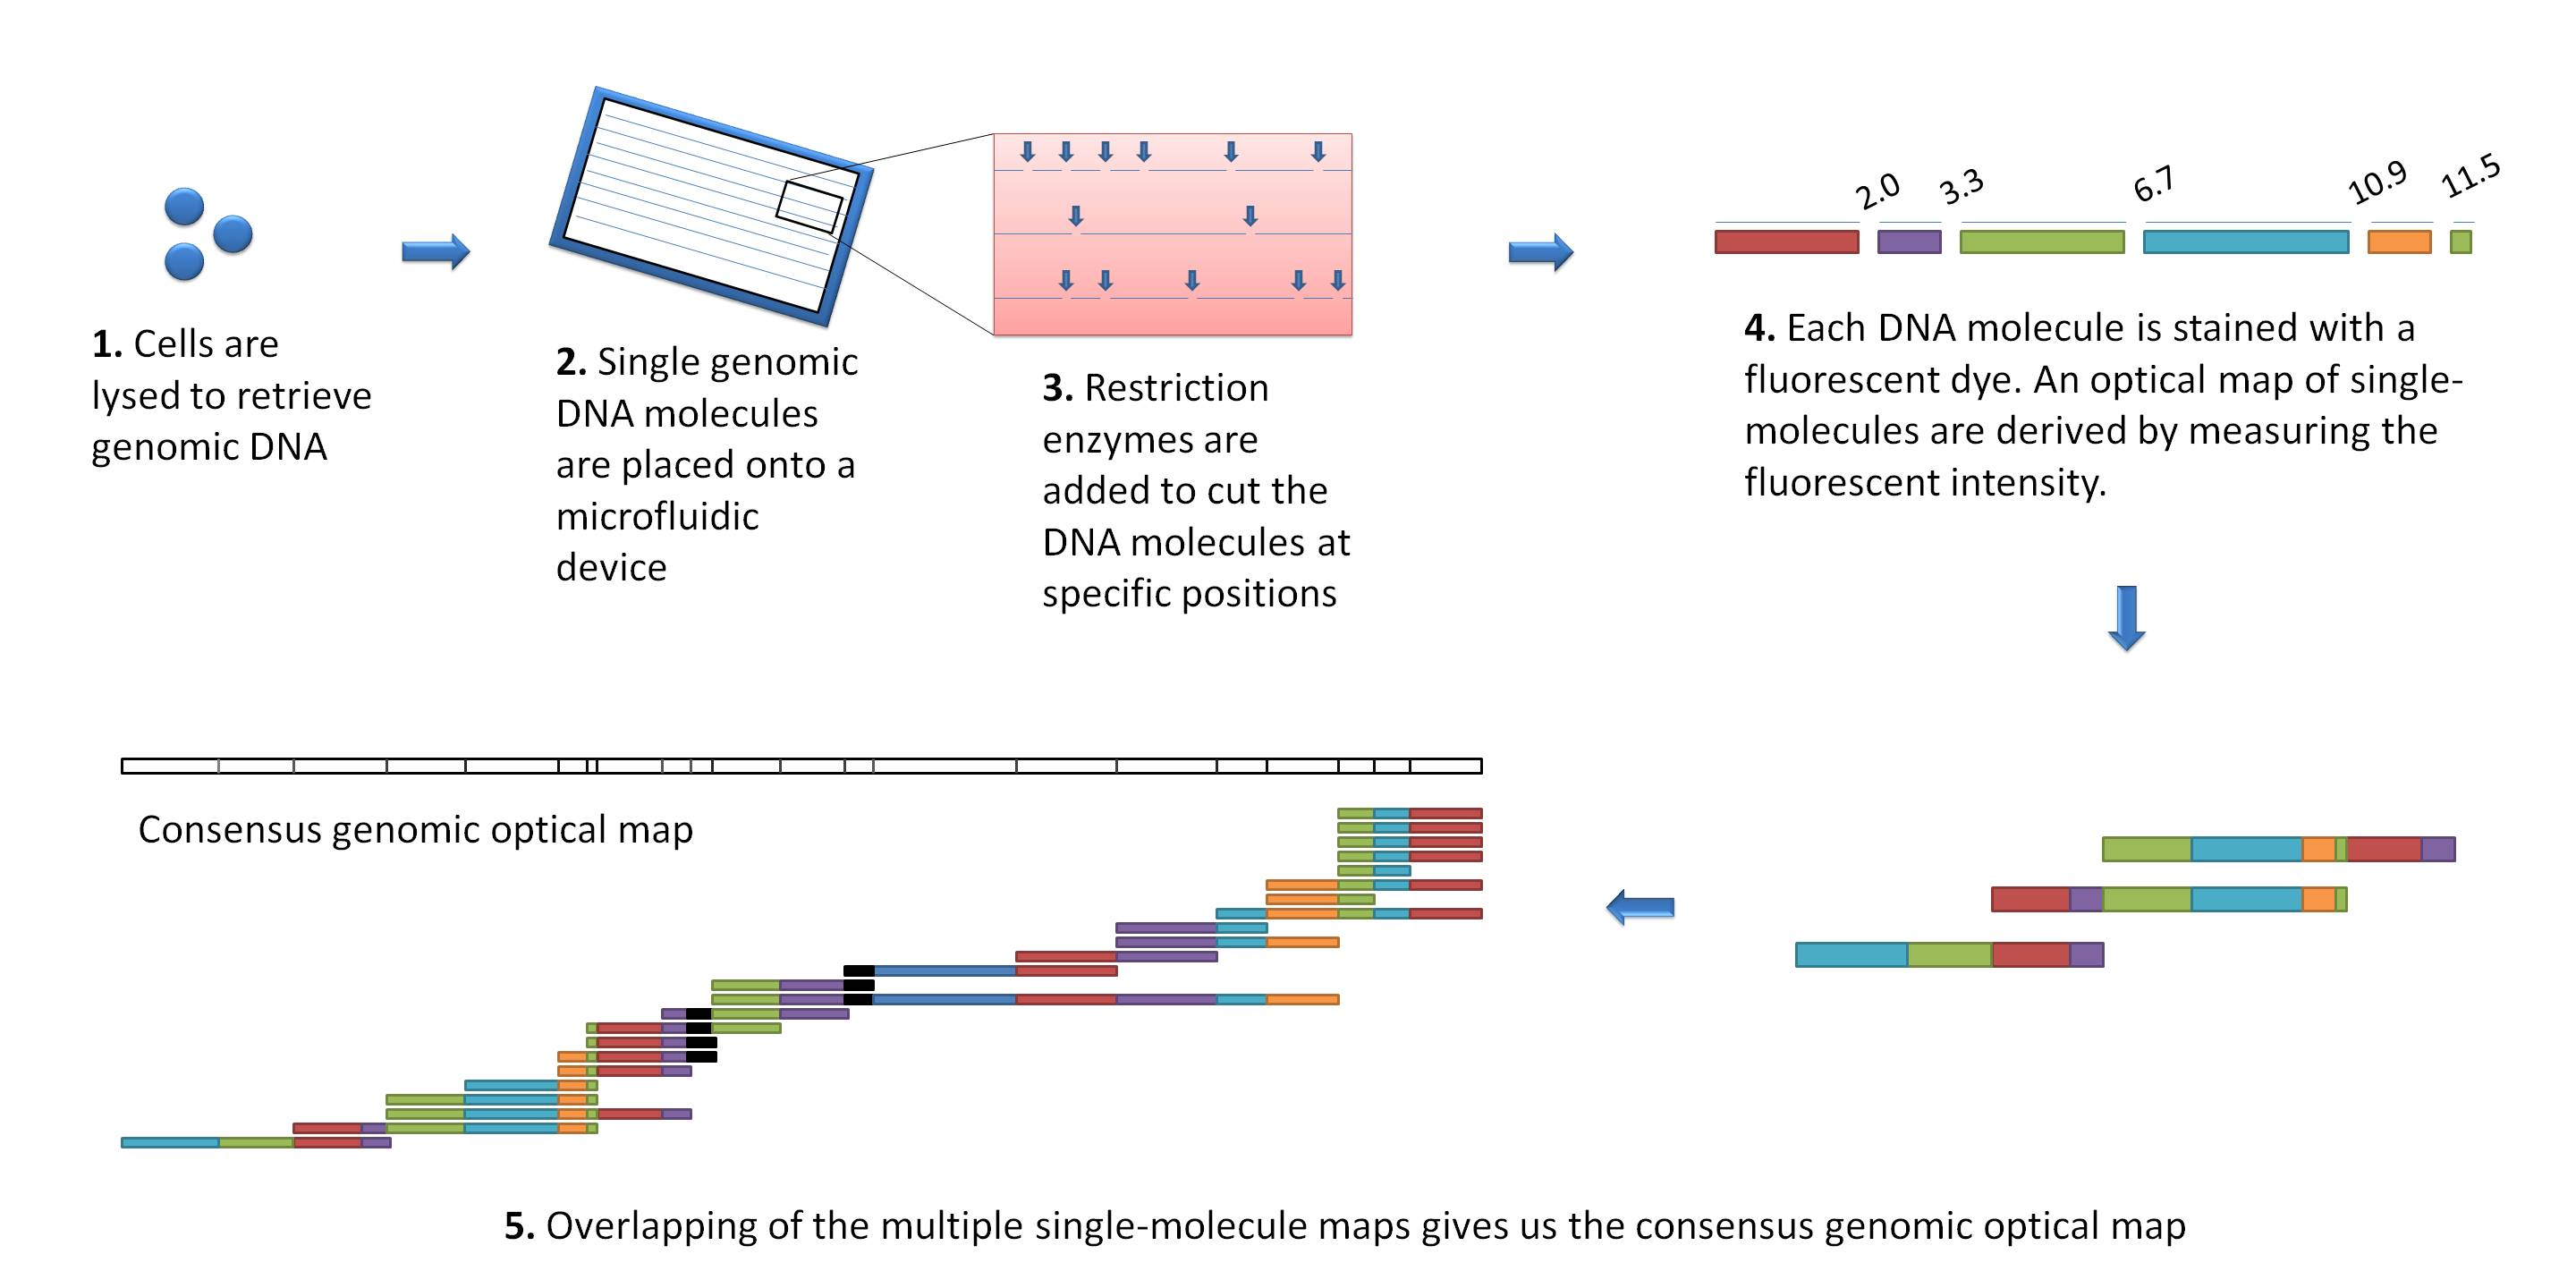 1. Cells are
lysed to retrieve
genomic DNA
2. Single genomic
DNA molecules
are placed onto a
microfluidic
device
3. Restriction
enzymes are
added to cut the
DNA molecules at
specific positions
2.0 3.3 6.7 10.9 11.5
4. Each DNA molecule is stained with a
fluorescent dye. An optical map of single-
molecules are derived by measuring the
fluorescent intensity.
Consensus genomic optical map
5. Overlapping of the multiple single-molecule maps gives us the consensus genomic optical map